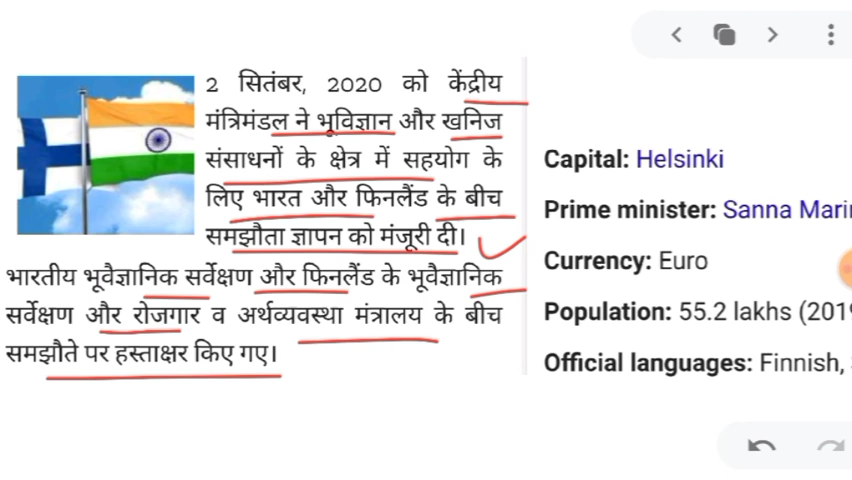 2 सितंबर, 2020 को केंद्रीय
मंत्रिमंडल ने भूविज्ञान और खनिज
संसाधनों के क्षेत्र में सहयोग के
लिए भारत और फिनलैंड के बीच
समझौता ज्ञापन को मंजूरी दी।
भारतीय भूवैज्ञानिक सर्वेक्षण और फिनलैंड के भूवैज्ञानिक
सर्वेक्षण और रोजगार व अर्थव्यवस्था मंत्रालय के बीच
समझौते पर हस्ताक्षर किए गए।
Capital: Helsinki
Prime minister: Sanna Marin
Currency: Euro
Population: 55.2 lakhs (2019
Official languages: Finnish,